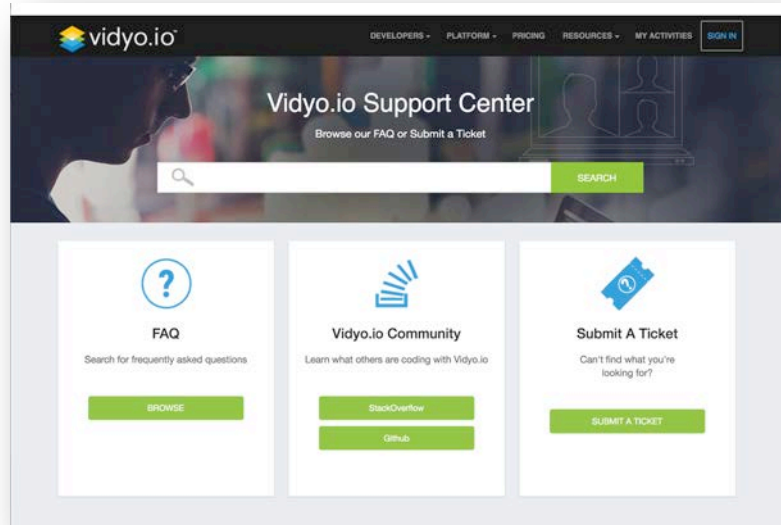 vidyo.io™
DEVELOPERS PLATFORM PRICING RESOURCES MY ACTIVITIES SIGN IN
Vidyo.io Support Center
Browse our FAQ or Submit a Ticket
SEARCH
?
FAQ
Search for frequently asked questions
BROWSE
Vidyo.io Community
Learn what others are coding with Vidyo.io
StackOverflow
Github
?
Submit A Ticket
Can't find what you're
looking for?
SUBMIT A TICKET